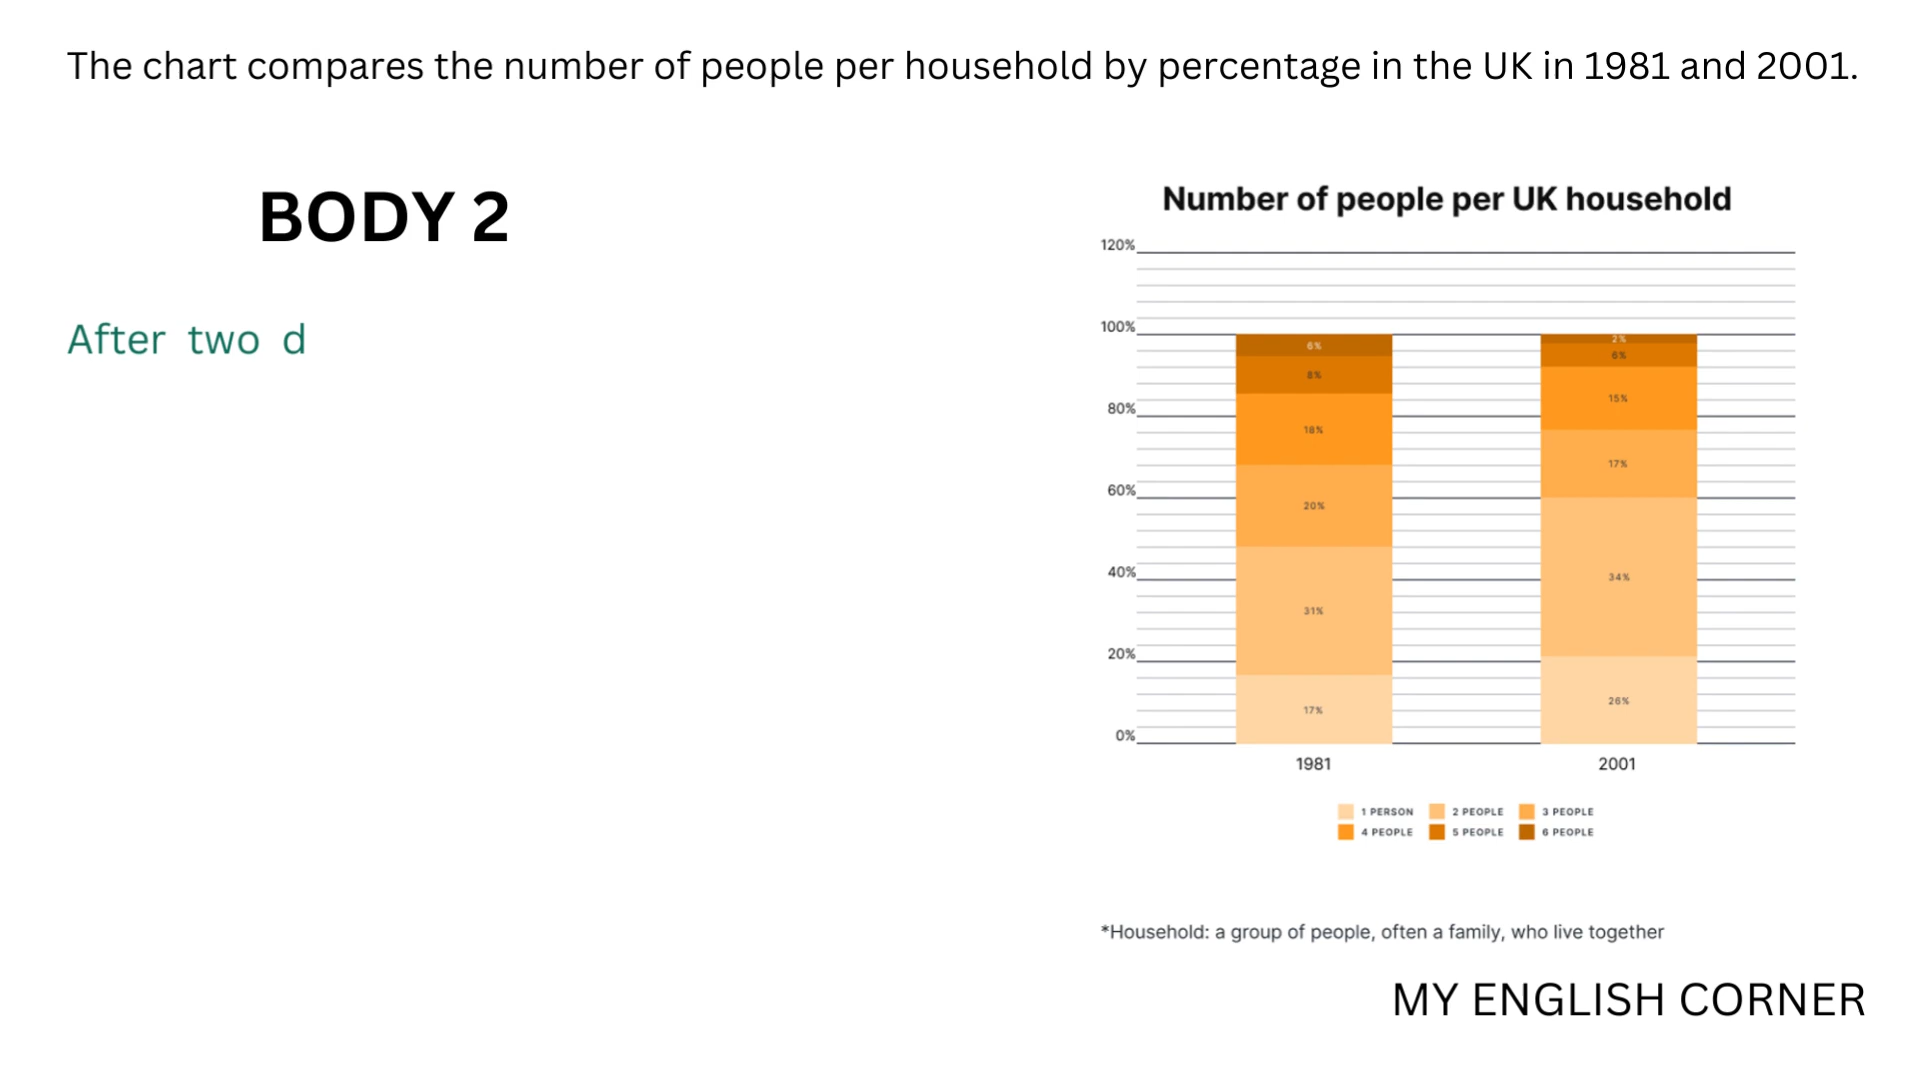 The chart compares the number of people per household by percentage in the UK in 1981 and 2001.
BODY 2
After two d
Number of people per UK household
120%
100%
80%
60%
40%
20%
0%
6%
8%
18%
20%
31%
17%
2%
6%
15%
17%
34%
26%
1981 2001
1 PERSON 2 PEOPLE 3 PEOPLE
4 PEOPLE 5 PEOPLE 6 PEOPLE
*Household: a group of people, often a family, who live together
MY ENGLISH CORNER